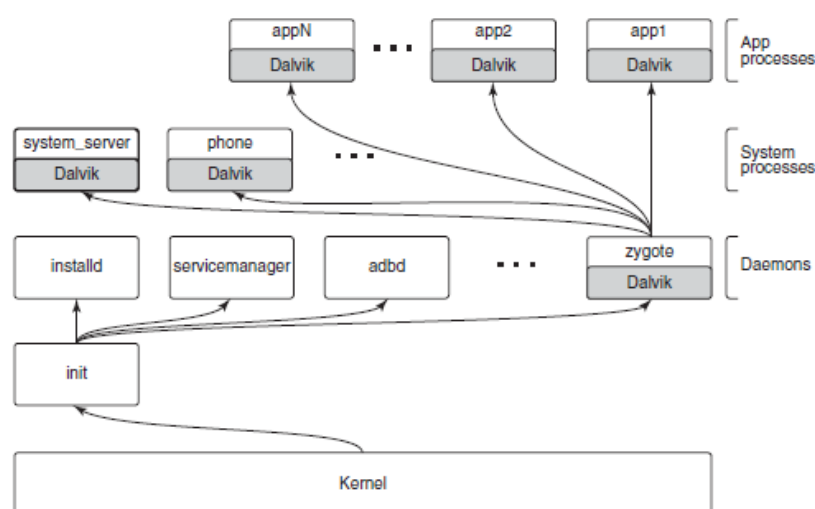 appN
Dalvik
...
app2
Dalvik
app1
Dalvik
App
processes
system_server
Dalvik
phone
Dalvik
...
System
processes
installd
servicemanager
adbd
...
zygote
Dalvik
Daemons
init
Kernel